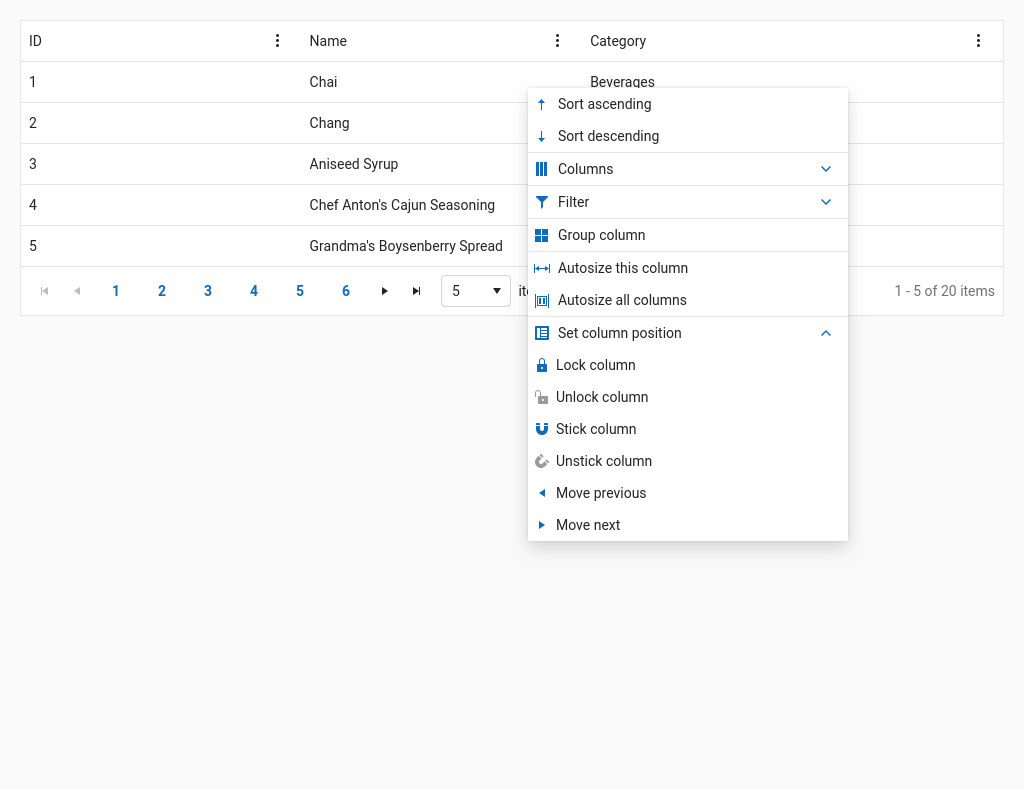 ID Name Category
1 Chai Beverages
2 Chang
3 Aniseed Syrup
4 Chef Anton's Cajun Seasoning
5 Grandma's Boysenberry Spread
1 2 3 4 5 6 5 1 - 5 of 20 items
Sort ascending
Sort descending
Columns
Filter
Group column
Autosize this column
Autosize all columns
Set column position
Lock column
Unlock column
Stick column
Unstick column
Move previous
Move next